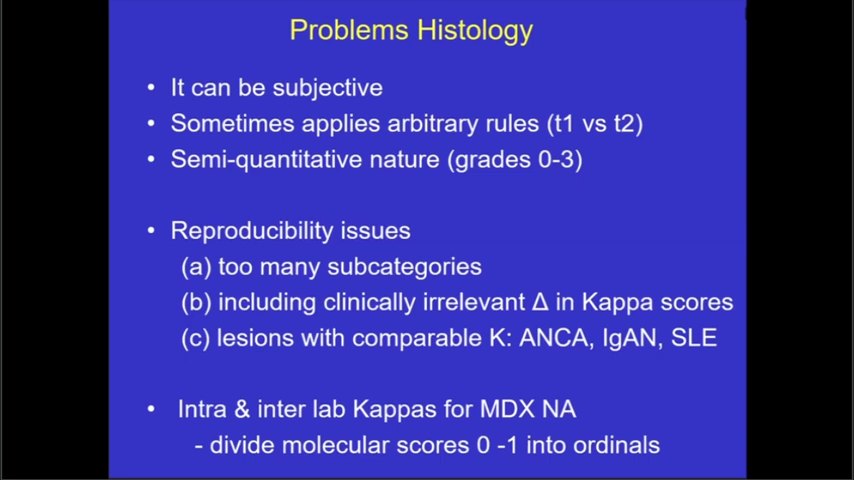 Problems Histology
• It can be subjective
• Sometimes applies arbitrary rules (t1 vs t2)
• Semi-quantitative nature (grades 0-3)
• Reproducibility issues
(a) too many subcategories
(b) including clinically irrelevant Δ in Kappa scores
(c) lesions with comparable K: ANCA, IgAN, SLE
• Intra & inter lab Kappas for MDX NA
- divide molecular scores 0 -1 into ordinals